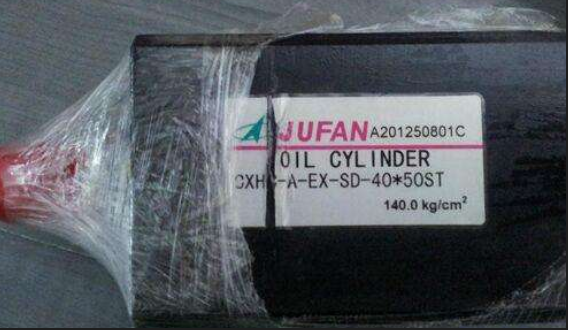 JUFAN A201250801C
OIL CYLINDER
-A-EX-SD-40*50ST
140.0 kg/cm²